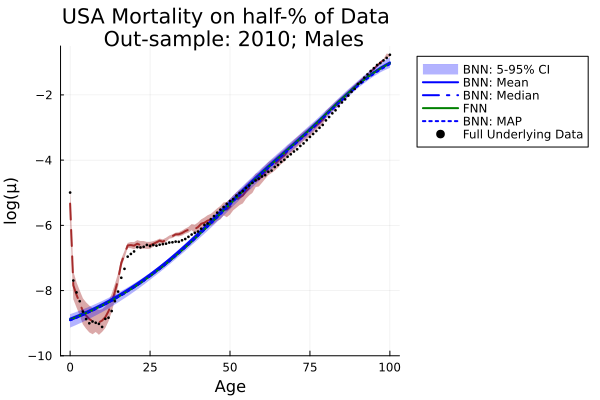 USA Mortality on half-% of Data
Out-sample: 2010; Males
BNN: 5-95% CI
BNN: Mean
BNN: Median
FNN
BNN: MAP
Full Underlying Data
log(μ)
−2
−4
−6
−8
−10
0
25
50
75
100
Age